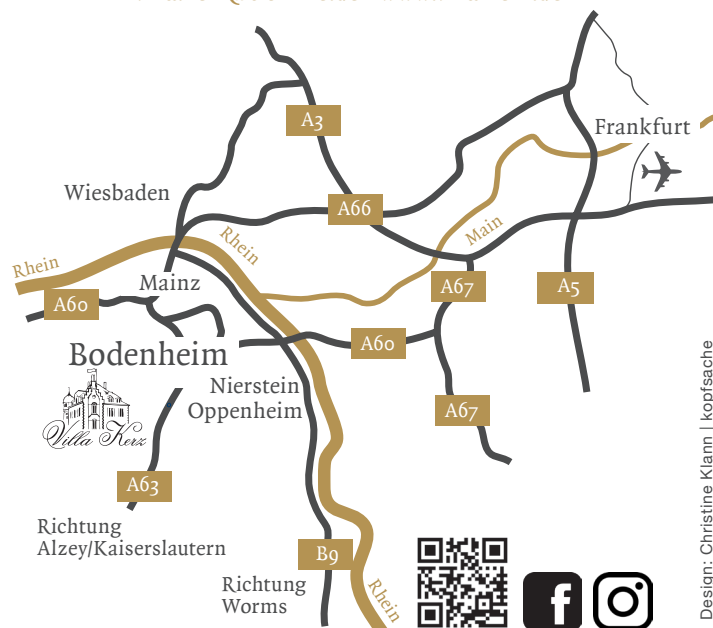 A3
Frankfurt
Wiesbaden
A66
Rhein
Main
Rhein
Mainz
A67
A5
A60
A60
Bodenheim
Nierstein
Oppenheim
A67
Villa Kerz
A63
Richtung
Alzey/Kaiserslautern
B9
Richtung
Worms
Rhein
Design: Christine Klann | kopfsache